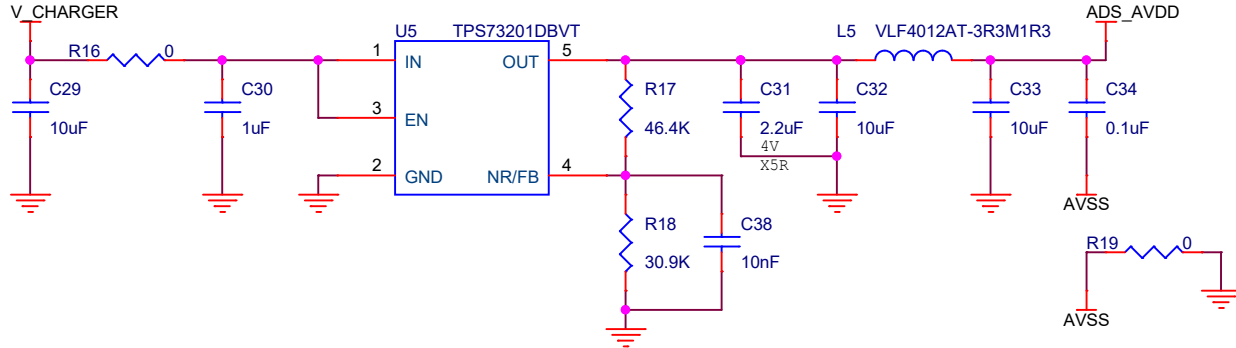 V_CHARGER
ADS_AVDD
R16 0
U5 TPS73201DBVT
L5 VLF4012AT-3R3M1R3
1 IN OUT 5
C29
10uF
C30
1uF
3 EN
R17
46.4K
C31
2.2uF
4V
X5R
C32
10uF
C33
10uF
C34
0.1uF
2 GND NR/FB 4
AVSS
R18
30.9K
C38
10nF
R19 0
AVSS